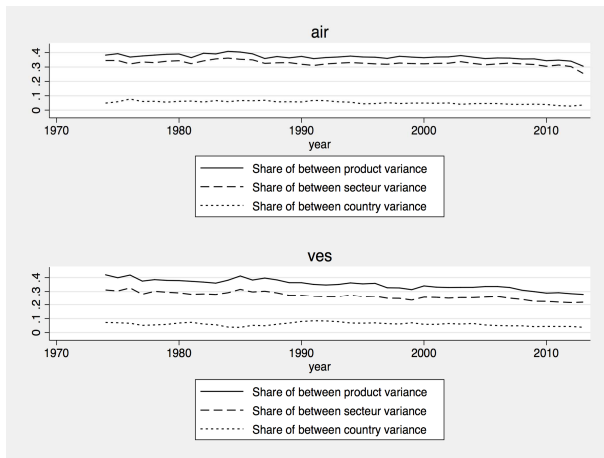 air
.4
.3
.2
.1
0
1970 1980 1990 2000 2010
year
Share of between product variance
Share of between secteur variance
Share of between country variance
ves
.4
.3
.2
.1
0
1970 1980 1990 2000 2010
year
Share of between product variance
Share of between secteur variance
Share of between country variance